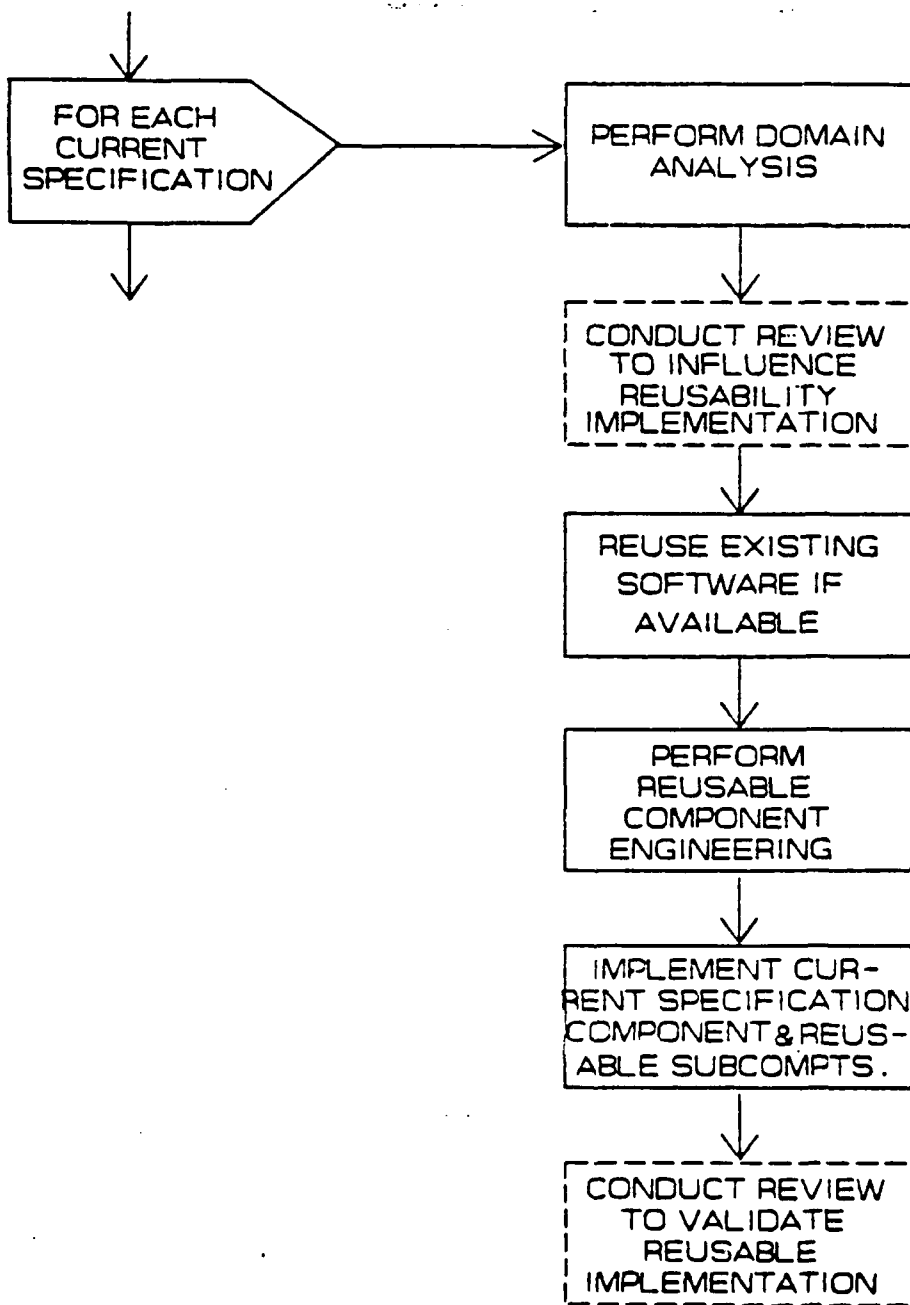 FOR EACH
CURRENT
SPECIFICATION
PERFORM DOMAIN
ANALYSIS
CONDUCT REVIEW
TO INFLUENCE
REUSABILITY
IMPLEMENTATION
REUSE EXISTING
SOFTWARE IF
AVAILABLE
PERFORM
REUSABLE
COMPONENT
ENGINEERING
IMPLEMENT CUR-
RENT SPECIFICATION
COMPONENT & REUS-
ABLE SUBCOMPTS.
CONDUCT REVIEW
TO VALIDATE
REUSABLE
IMPLEMENTATION